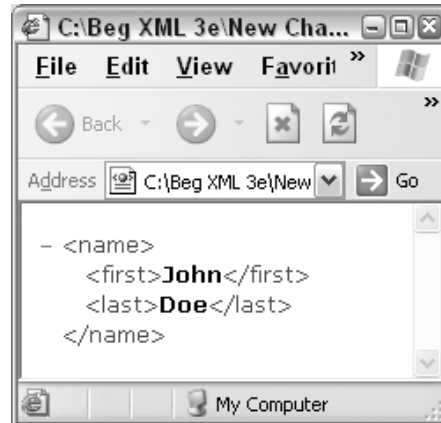 C:\Beg XML 3e\New Cha...
File Edit View Favorit »
Back »
Address C:\Beg XML 3e\New Go
– <name>
<first>John</first>
<last>Doe</last>
</name>
My Computer